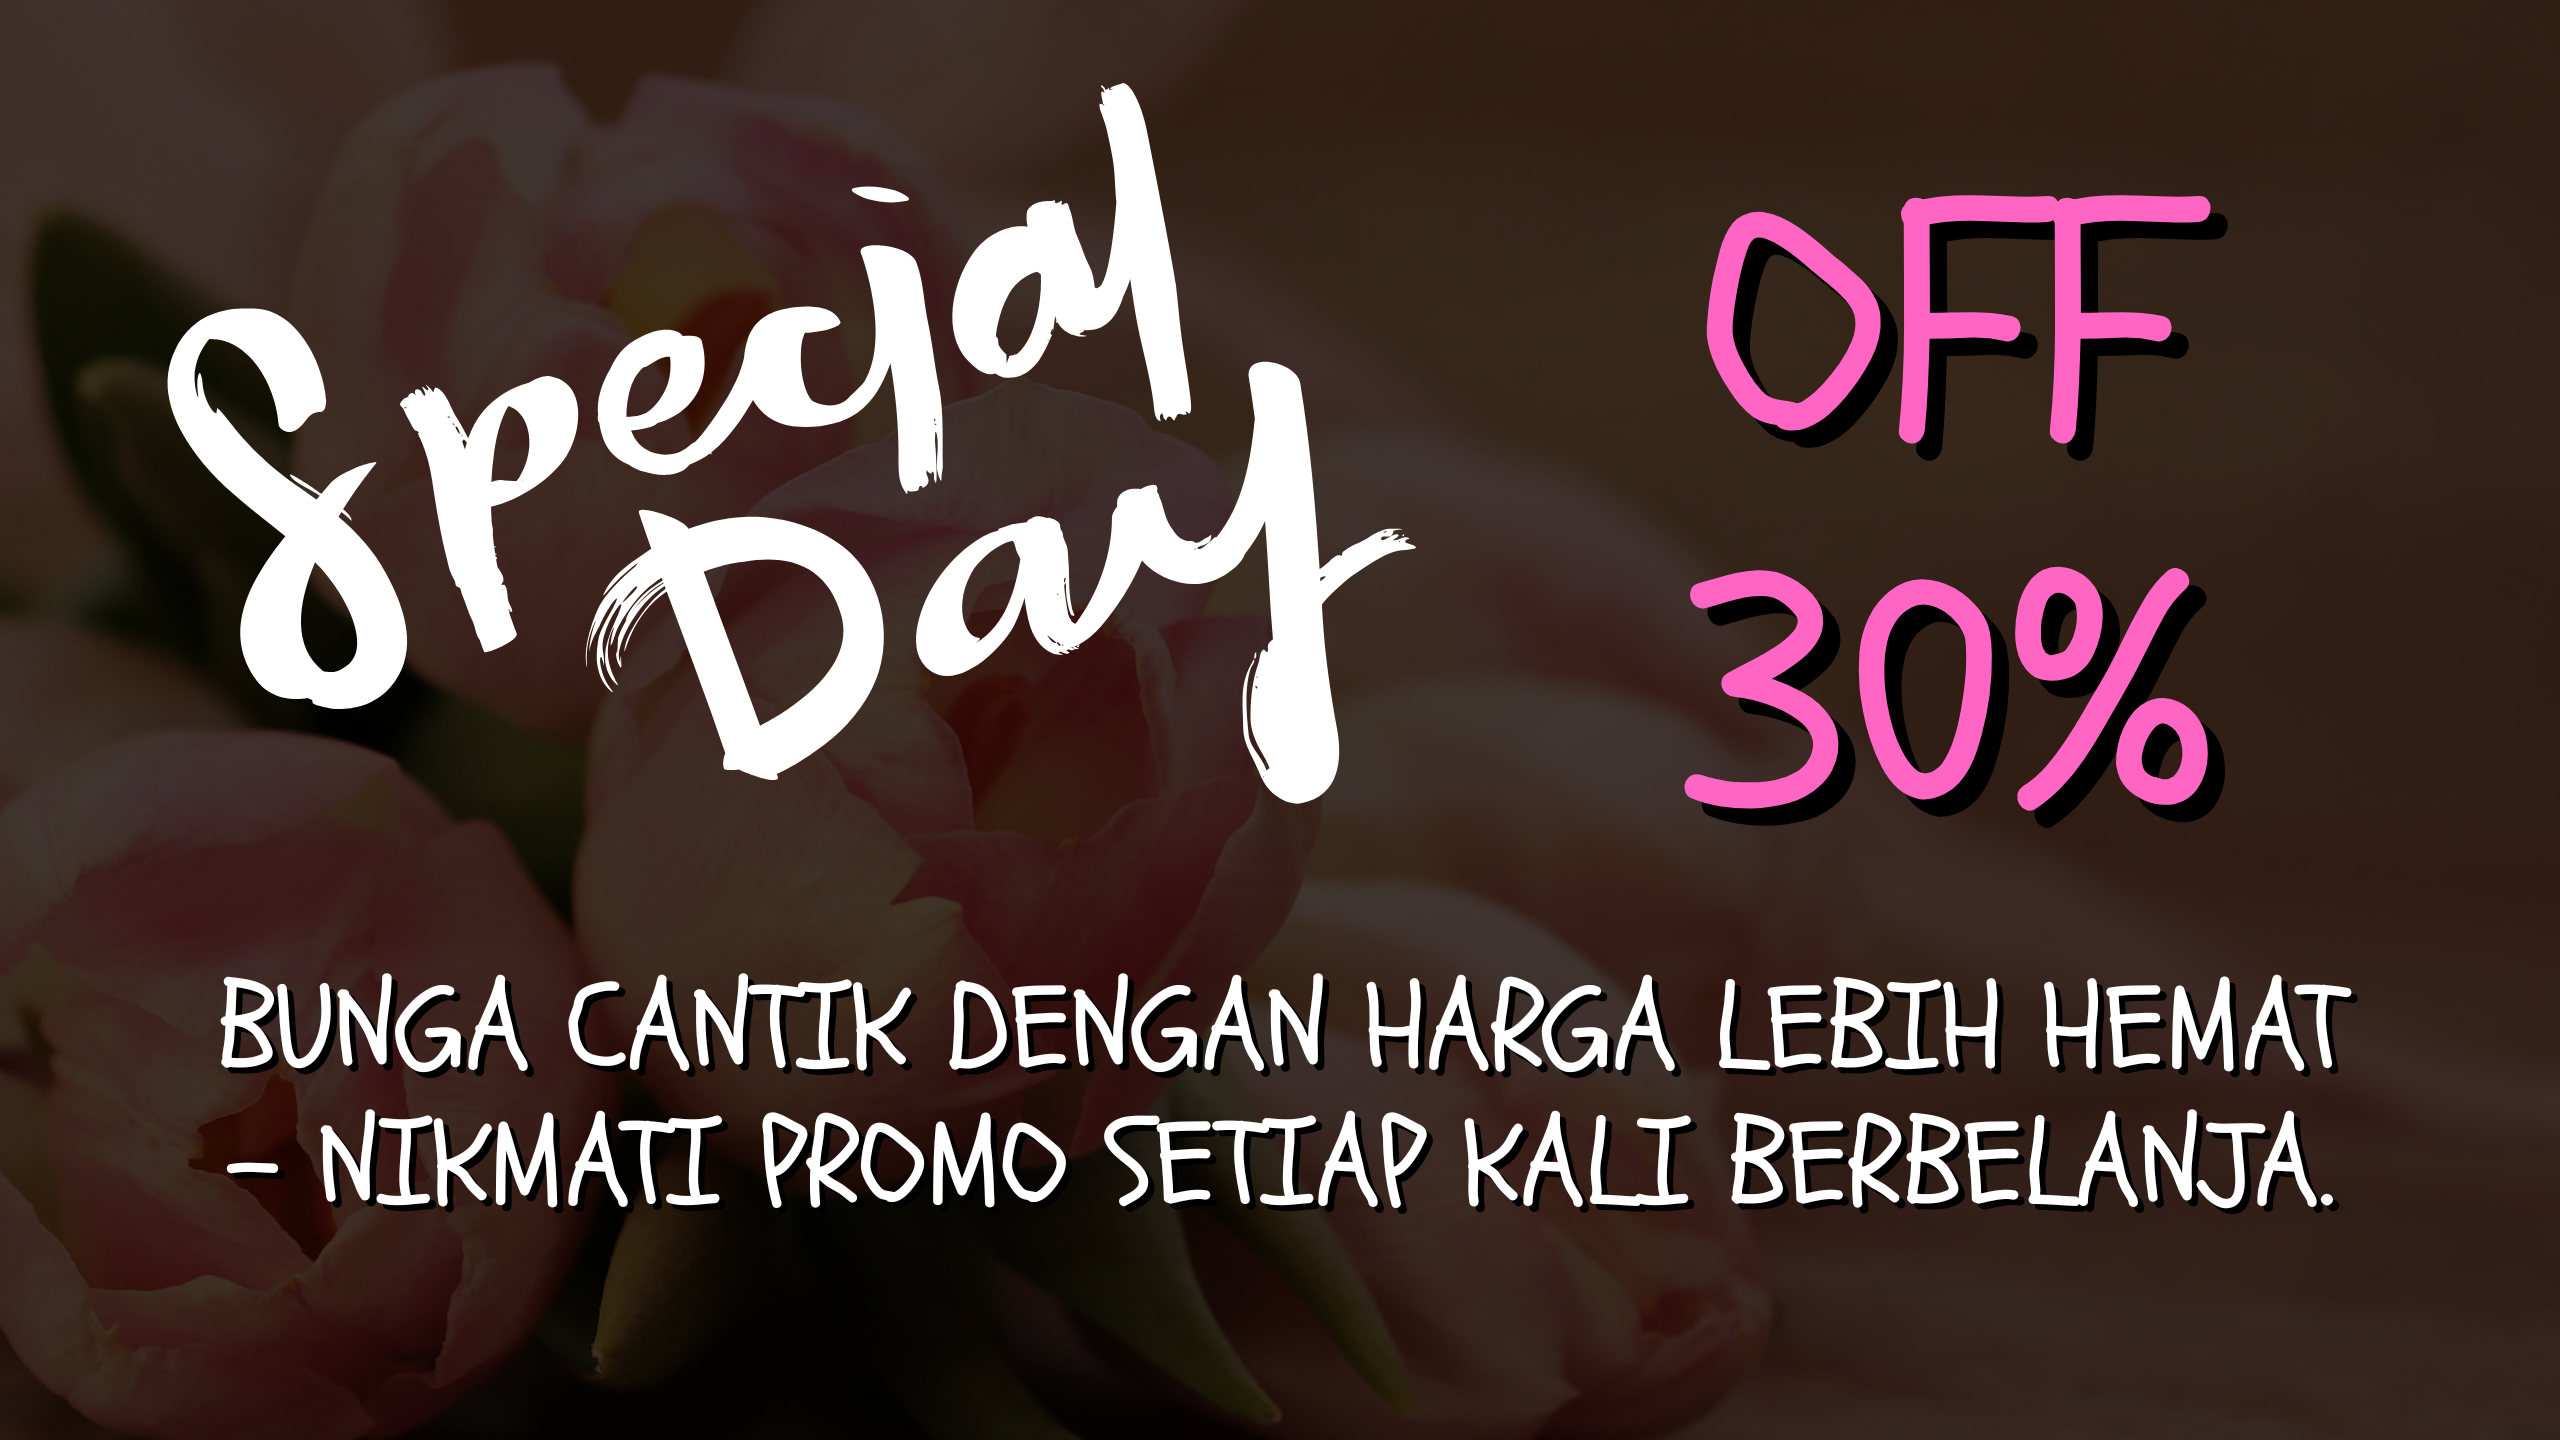 Special
Day
OFF
30%
BUNGA CANTIK DENGAN HARGA LEBIH HEMAT
– NIKMATI PROMO SETIAP KALI BERBELANJA.